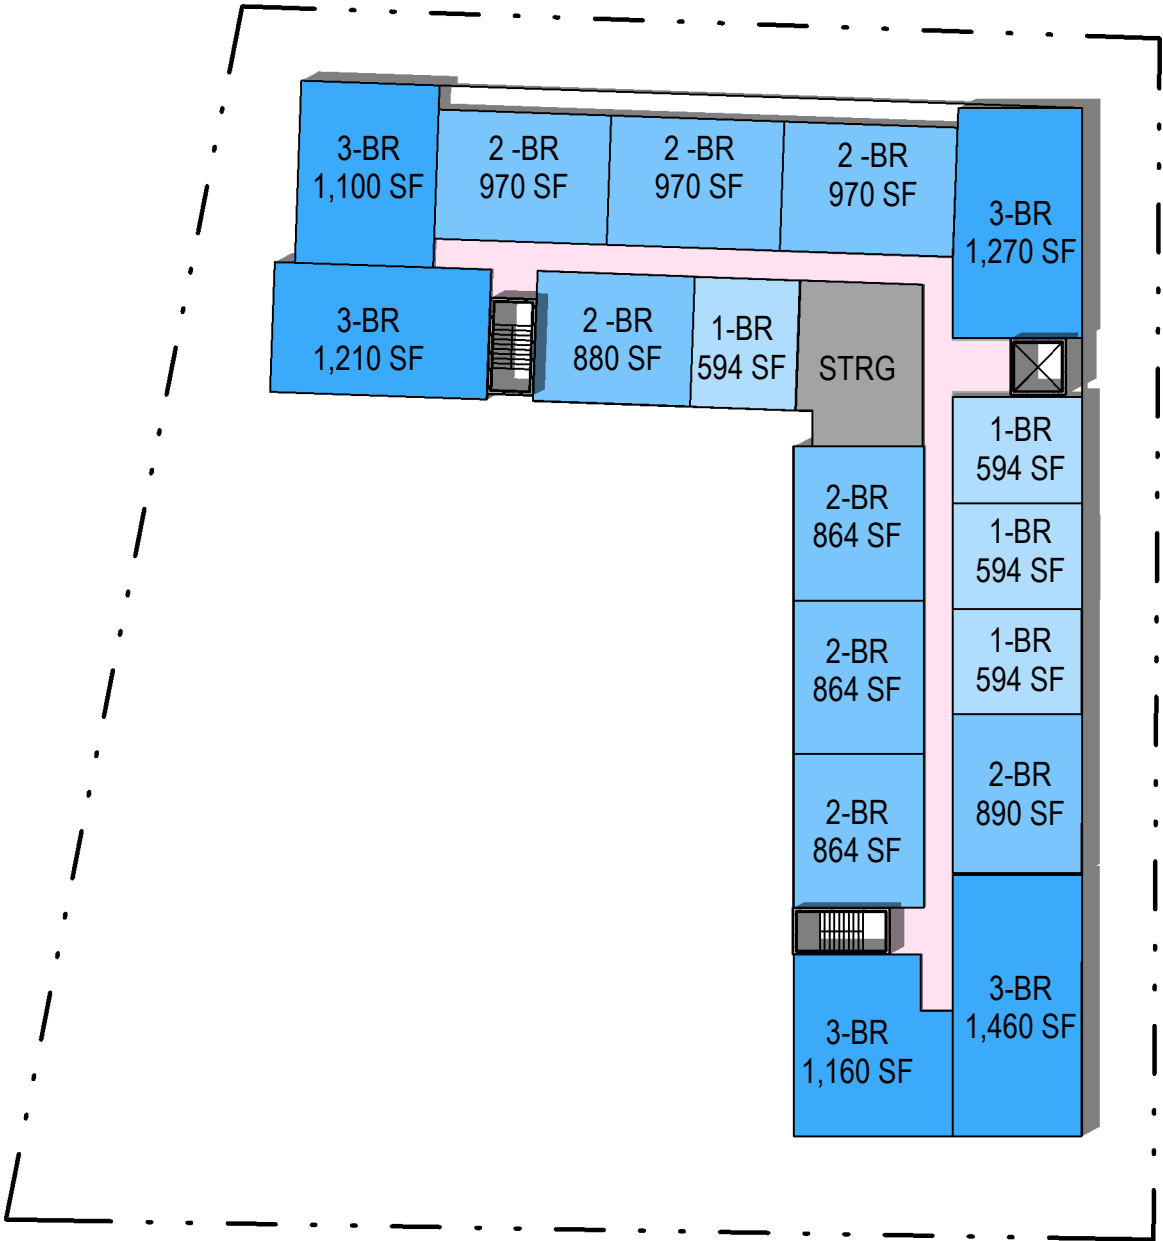 3-BR
1,100 SF
2 -BR
970 SF
2 -BR
970 SF
2 -BR
970 SF
3-BR
1,270 SF
3-BR
1,210 SF
2 -BR
880 SF
1-BR
594 SF
STRG
1-BR
594 SF
2-BR
864 SF
1-BR
594 SF
2-BR
864 SF
1-BR
594 SF
2-BR
864 SF
2-BR
890 SF
3-BR
1,160 SF
3-BR
1,460 SF